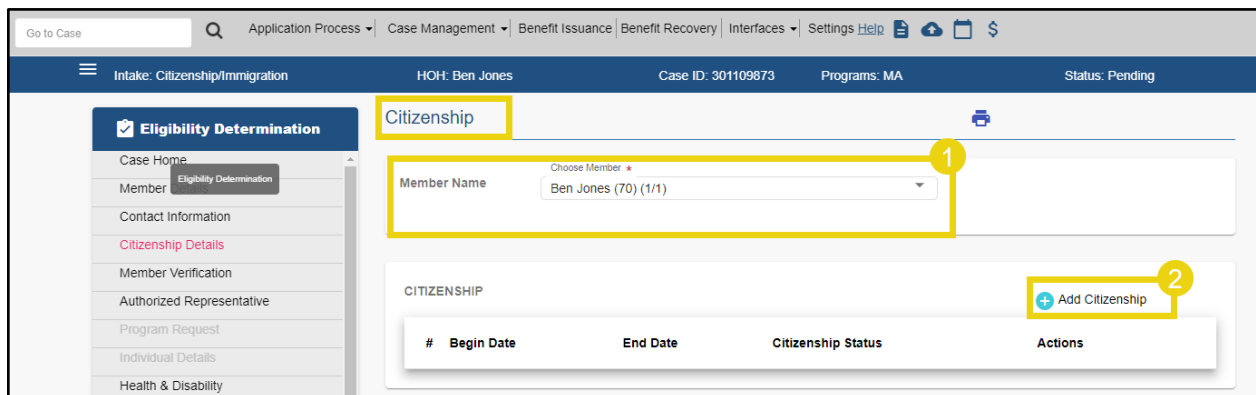 Go to Case Application Process Case Management Benefit Issuance Benefit Recovery Interfaces Settings Help $
Intake: Citizenship/Immigration HOH: Ben Jones Case ID: 301109873 Programs: MA Status: Pending
Eligibility Determination
Case Home
Eligibility Determination
Member
Contact Information
Citizenship Details
Member Verification
Authorized Representative
Program Request
Individual Details
Health & Disability
Citizenship
1
Choose Member *
Member Name Ben Jones (70) (1/1)
2
CITIZENSHIP Add Citizenship
# Begin Date End Date Citizenship Status Actions